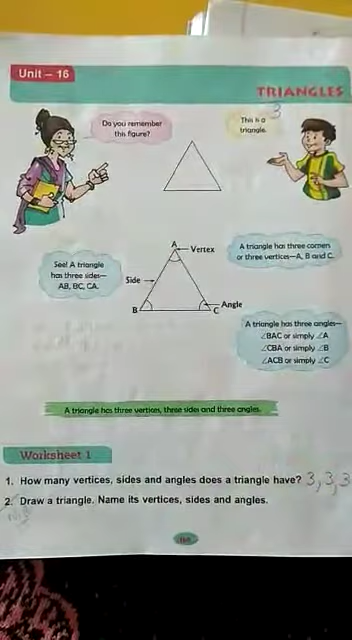 Unit – 16
TRIANGLES
3
Do you remember
this figure?
This is a
triangle.
A
Vertex
A triangle has three corners
or three vertices—A, B and C.
See! A triangle
has three sides—
AB, BC, CA.
Side
Angle
B
C
A triangle has three angles—
∠BAC or simply ∠A
∠CBA or simply ∠B
∠ACB or simply ∠C
A triangle has three vertices, three sides and three angles.
Worksheet 1
1. How many vertices, sides and angles does a triangle have? 3, 3, 3
2. Draw a triangle. Name its vertices, sides and angles.